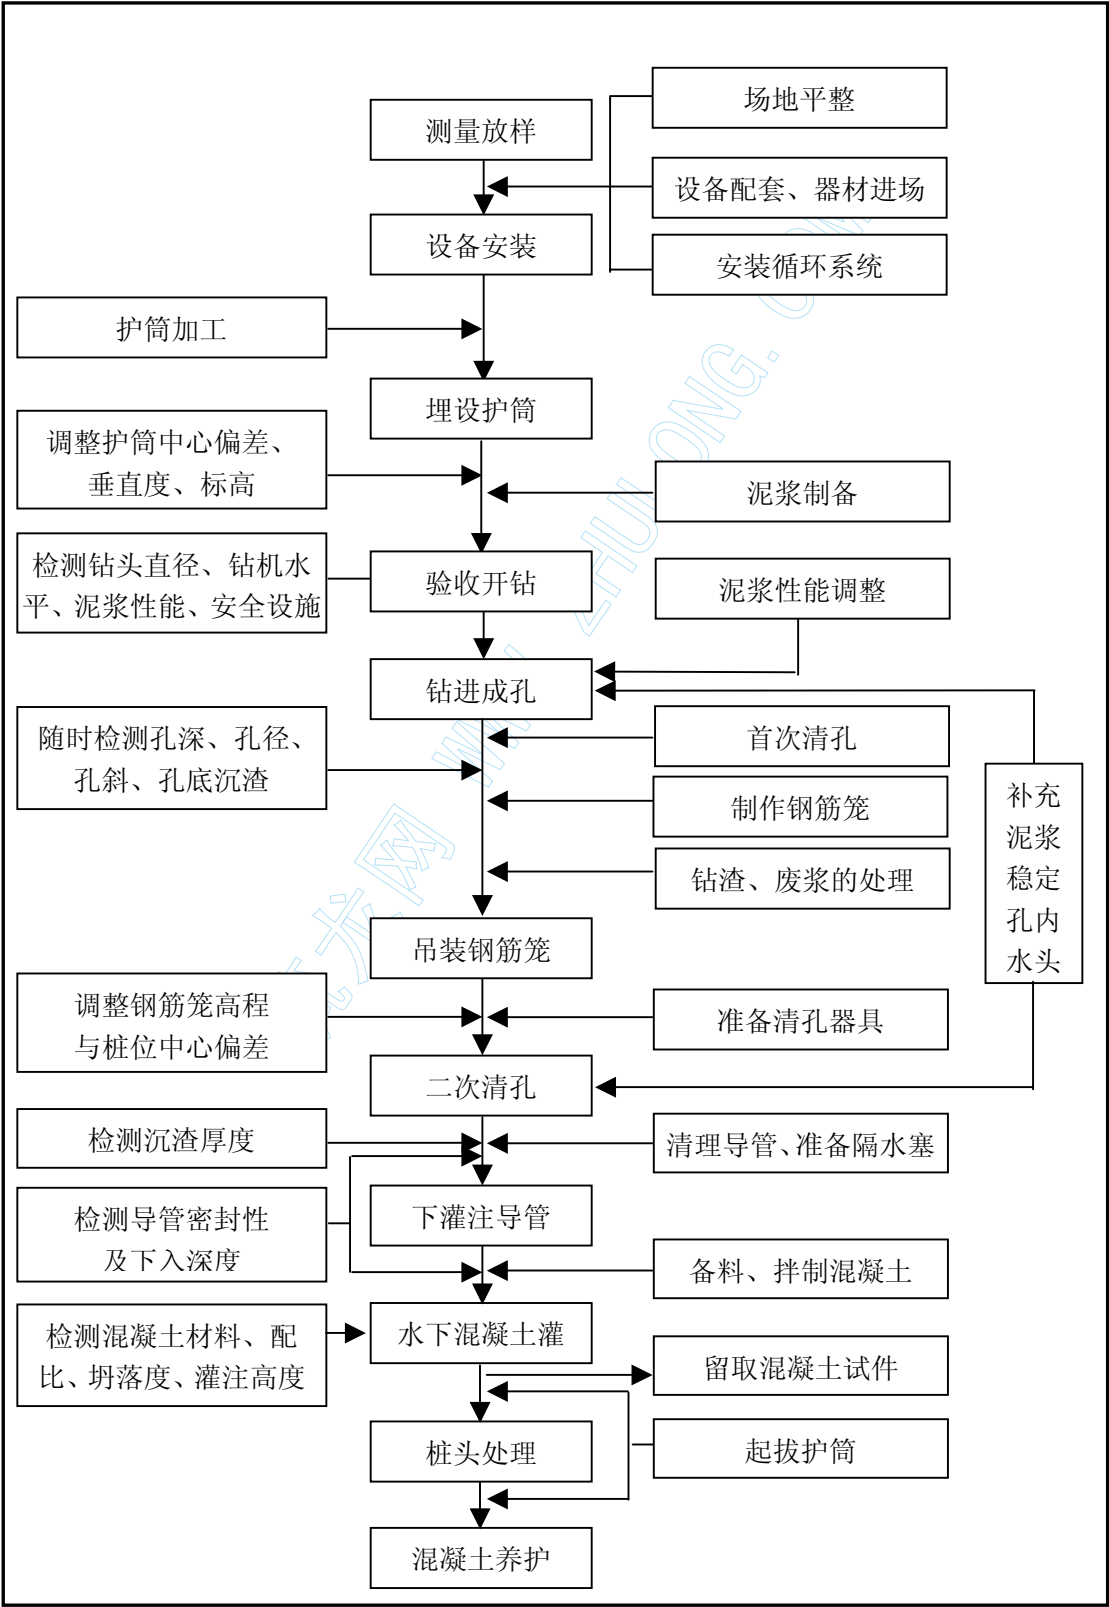 场地平整
测量放样
设备配套、器材进场
设备安装
安装循环系统
护筒加工
埋设护筒
调整护筒中心偏差、
垂直度、标高
泥浆制备
检测钻头直径、钻机水
平、泥浆性能、安全设施
验收开钻
泥浆性能调整
钻进成孔
随时检测孔深、孔径、
孔斜、孔底沉渣
首次清孔
制作钢筋笼
补充
泥浆
稳定
孔内
水头
钻渣、废浆的处理
吊装钢筋笼
调整钢筋笼高程
与桩位中心偏差
准备清孔器具
二次清孔
检测沉渣厚度
清理导管、准备隔水塞
检测导管密封性
及下入深度
下灌注导管
备料、拌制混凝土
检测混凝土材料、配
比、坍落度、灌注高度
水下混凝土灌
留取混凝土试件
桩头处理
起拔护筒
混凝土养护